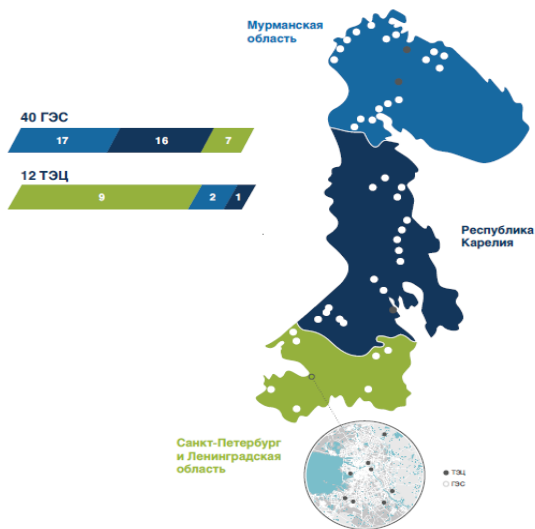 Мурманская
область
40 ГЭС
17 16 7
12 ТЭЦ
9 2 1
Республика
Карелия
Санкт-Петербург
и Ленинградская
область
ТЭЦ
ГЭС